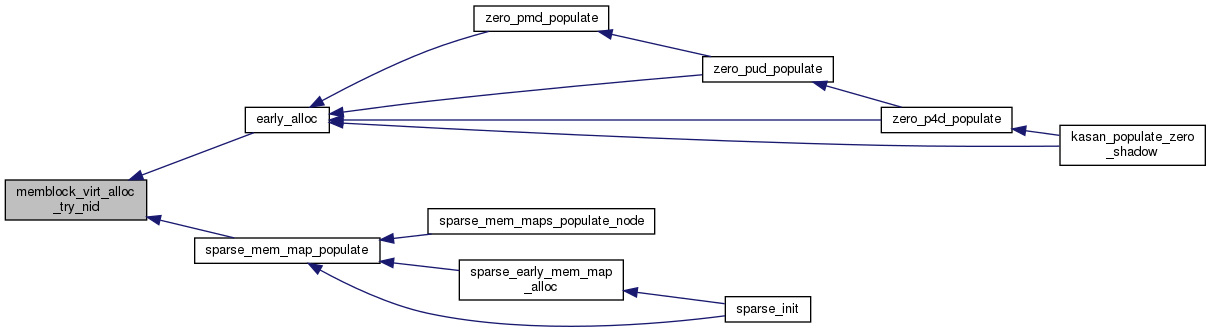 zero_pmd_populate
zero_pud_populate
early_alloc
zero_p4d_populate
kasan_populate_zero
_shadow
memblock_virt_alloc
_try_nid
sparse_mem_maps_populate_node
sparse_mem_map_populate
sparse_early_mem_map
_alloc
sparse_init